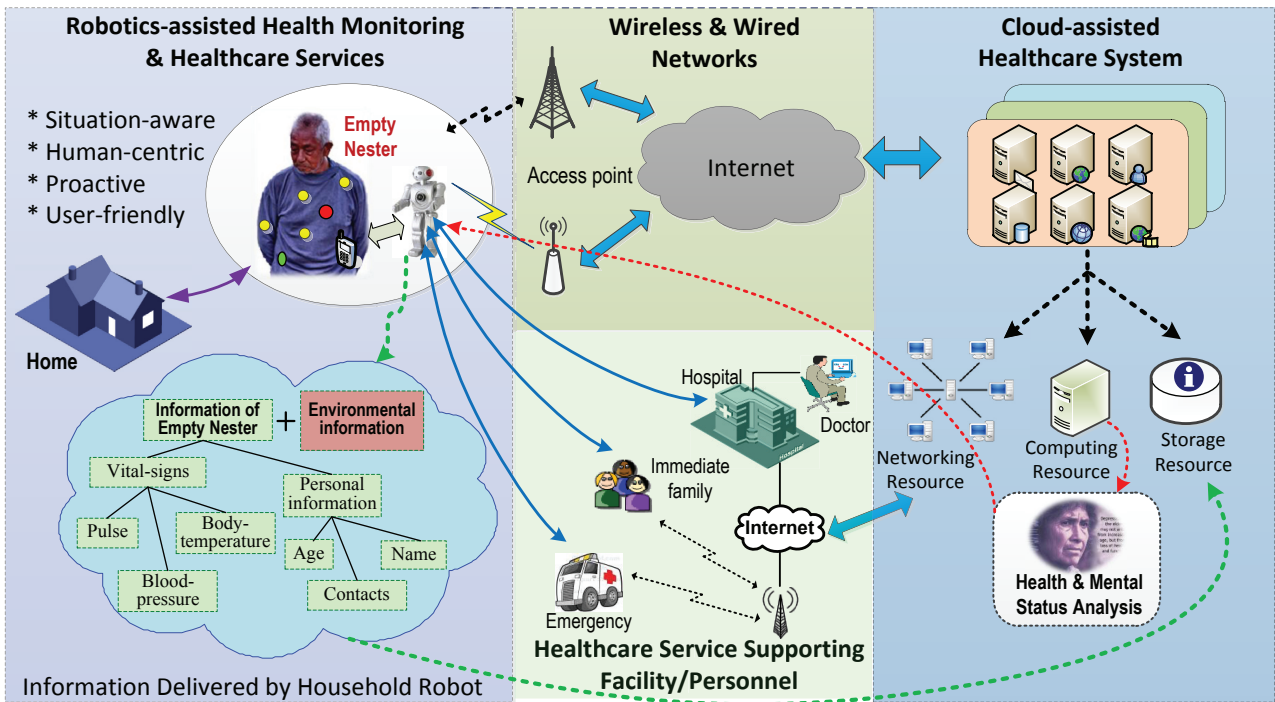 Robotics-assisted Health Monitoring
& Healthcare Services
* Situation-aware
* Human-centric
* Proactive
* User-friendly
Empty
Nester
Home
Information of
Empty Nester
+
Environmental
information
Vital-signs
Personal
information
Pulse
Body-
temperature
Blood-
pressure
Age
Name
Contacts
Information Delivered by Household Robot
Wireless & Wired
Networks
Access point
Internet
Hospital
Doctor
Hospital
Immediate
family
Internet
Emergency
Healthcare Service Supporting
Facility/Personnel
Cloud-assisted
Healthcare System
Networking
Resource
Computing
Resource
Storage
Resource
Health & Mental
Status Analysis